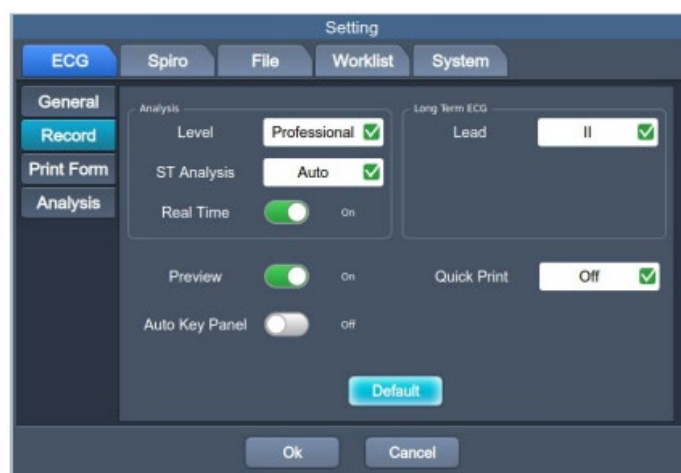 Setting
ECG Spiro File Worklist System
General
Record
Print Form
Analysis
Analysis
Level Professional
ST Analysis Auto
Real Time On
Long Term ECG
Lead II
Preview On
Quick Print Off
Auto Key Panel Off
Default
Ok Cancel